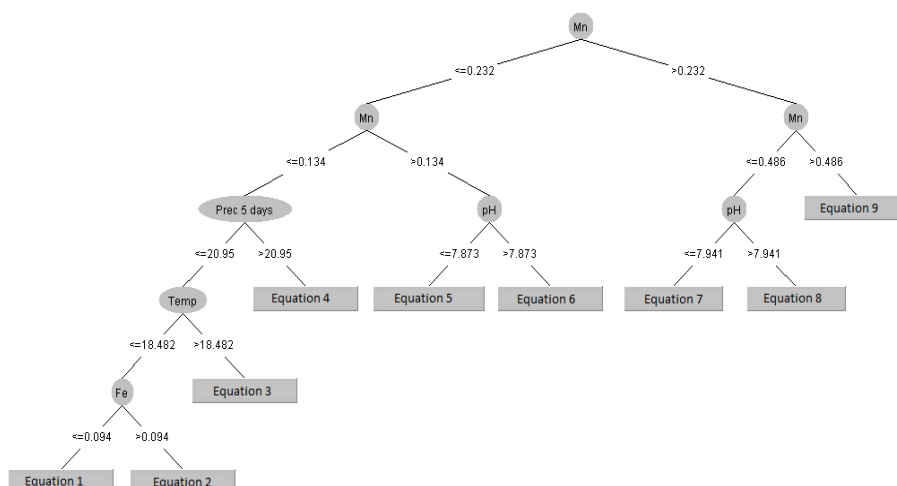 Mn
<=0.232
>0.232
Mn
Mn
<=0.134
>0.134
<=0.486
>0.486
Prec 5 days
pH
pH
Equation 9
<=20.95
>20.95
<=7.873
>7.873
<=7.941
>7.941
Temp
Equation 4
Equation 5
Equation 6
Equation 7
Equation 8
<=18.482
>18.482
Fe
Equation 3
<=0.094
>0.094
Equation 1
Equation 2